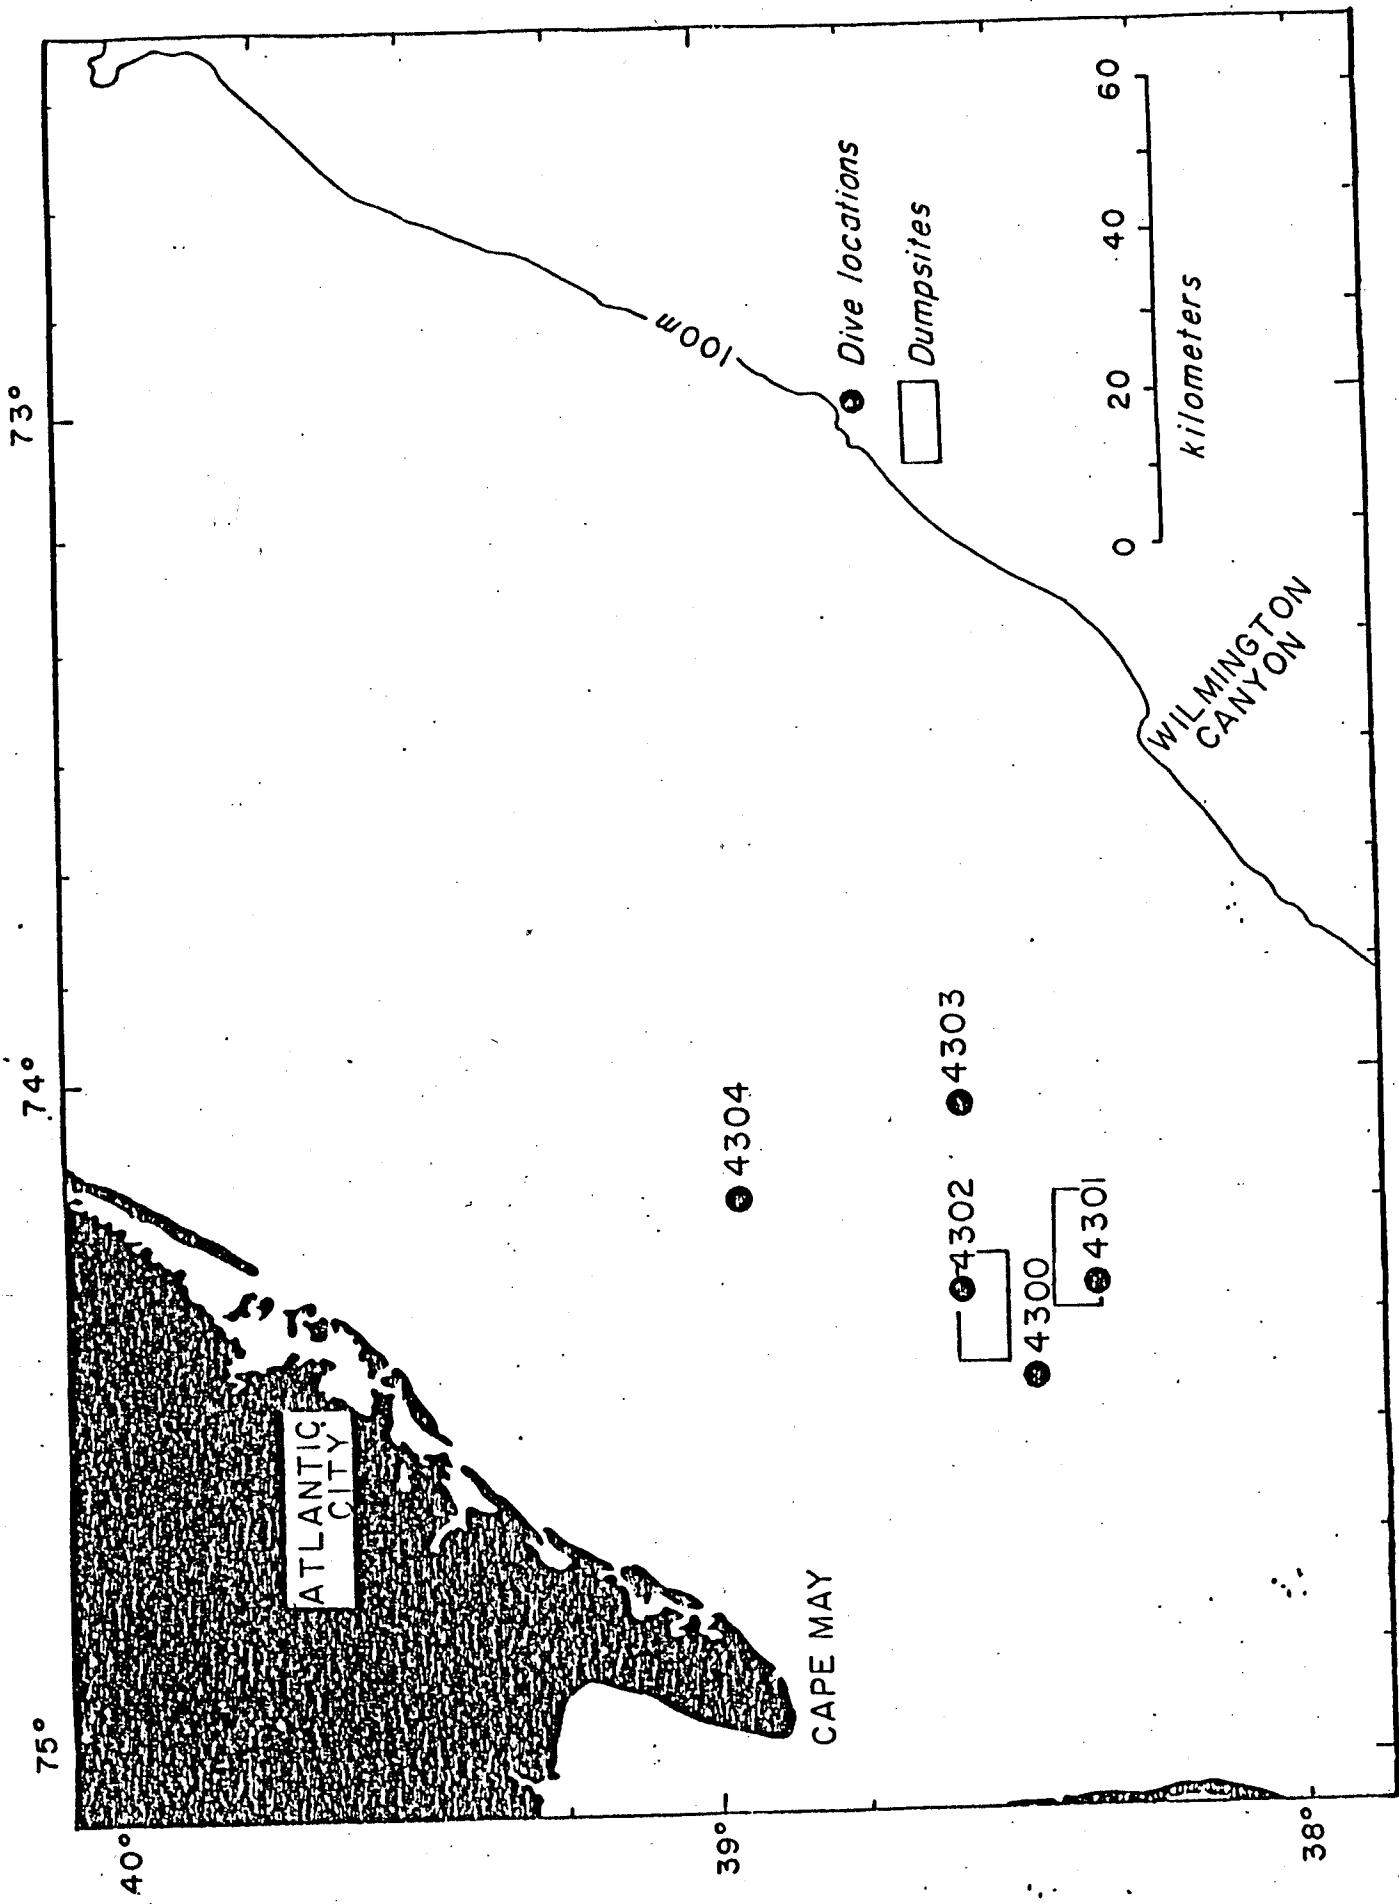 75°
74°
73°
40°
39°
38°
ATLANTIC
CITY
CAPE MAY
4304
4302
4303
4300
4301
100m
Dive locations
Dumpsites
0 20 40 60
kilometers
WILMINGTON
CANYON